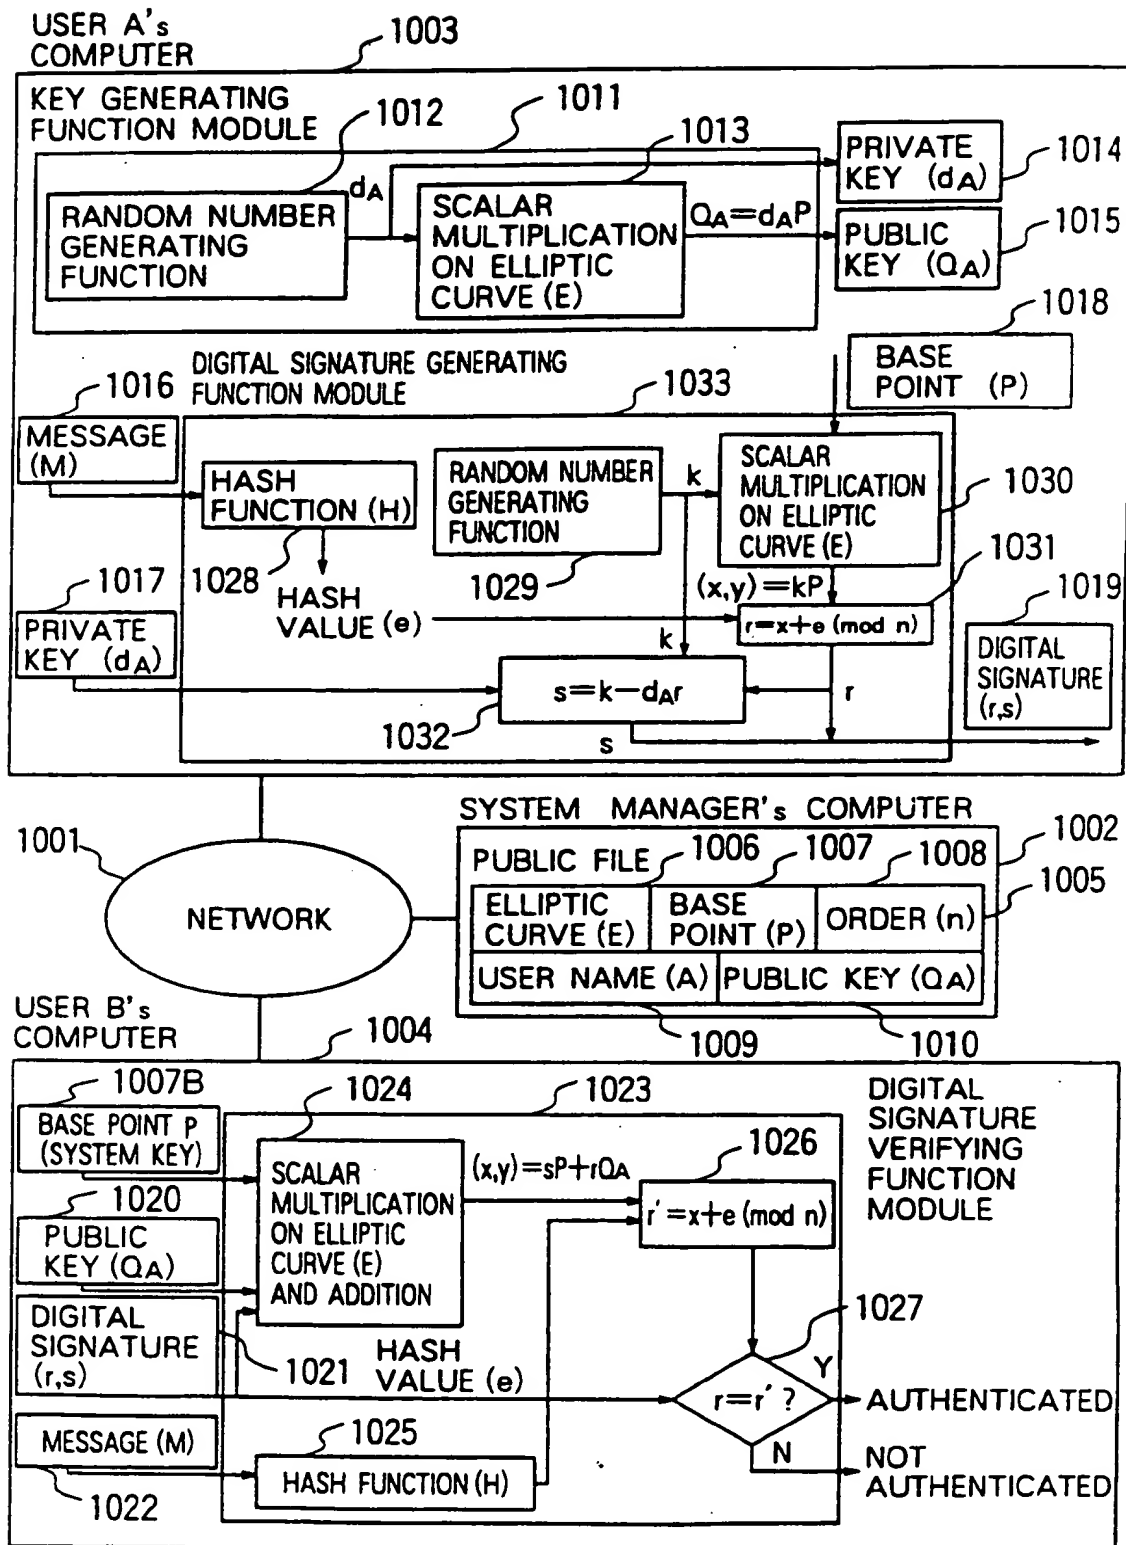 USER A's
COMPUTER
1003
KEY GENERATING
FUNCTION MODULE
1012
1011
1013
dA
RANDOM NUMBER
GENERATING
FUNCTION
SCALAR
MULTIPLICATION
ON ELLIPTIC
CURVE (E)
QA=dAP
PRIVATE
KEY (dA)
1014
PUBLIC
KEY (QA)
1015
1018
BASE
POINT (P)
DIGITAL SIGNATURE GENERATING
FUNCTION MODULE
1033
1016
MESSAGE
(M)
HASH
FUNCTION (H)
1028
HASH
VALUE (e)
RANDOM NUMBER
GENERATING
FUNCTION
1029
k
SCALAR
MULTIPLICATION
ON ELLIPTIC
CURVE (E)
1030
1031
(x,y)=kP
r=x+e (mod n)
1017
PRIVATE
KEY (dA)
k
s=k-dAr
1032
r
s
1019
DIGITAL
SIGNATURE
(r,s)
1001
NETWORK
SYSTEM MANAGER's COMPUTER
1002
PUBLIC FILE
1006
1007
1008
1005
ELLIPTIC
CURVE (E)
BASE
POINT (P)
ORDER (n)
USER NAME (A)
PUBLIC KEY (QA)
1009
1010
USER B's
COMPUTER
1004
1007B
BASE POINT P
(SYSTEM KEY)
1024
1023
DIGITAL
SIGNATURE
VERIFYING
FUNCTION
MODULE
1020
PUBLIC
KEY (QA)
SCALAR
MULTIPLICATION
ON ELLIPTIC
CURVE (E)
AND ADDITION
(x,y)=sP+rQA
1026
r'=x+e (mod n)
DIGITAL
SIGNATURE
(r,s)
1021
HASH
VALUE (e)
1027
r=r' ?
Y
AUTHENTICATED
N
NOT
AUTHENTICATED
MESSAGE (M)
1022
1025
HASH FUNCTION (H)